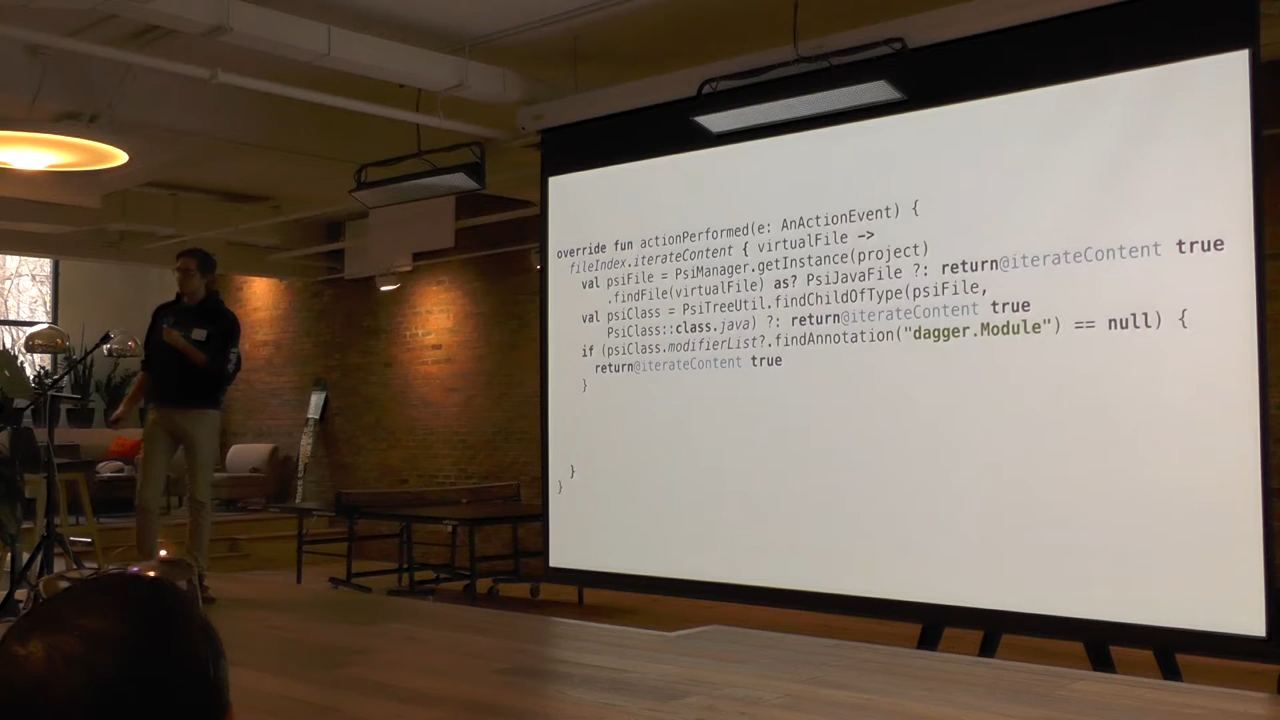 override fun actionPerformed(e: AnActionEvent) {
fileIndex.iterateContent { virtualFile ->
val psiFile = PsiManager.getInstance(project)
.findFile(virtualFile) as? PsiJavaFile ?: return@iterateContent true
val psiClass = PsiTreeUtil.findChildOfType(psiFile,
PsiClass::class.java) ?: return@iterateContent true
if (psiClass.modifierList?.findAnnotation("dagger.Module") == null) {
return@iterateContent true
}
}
}